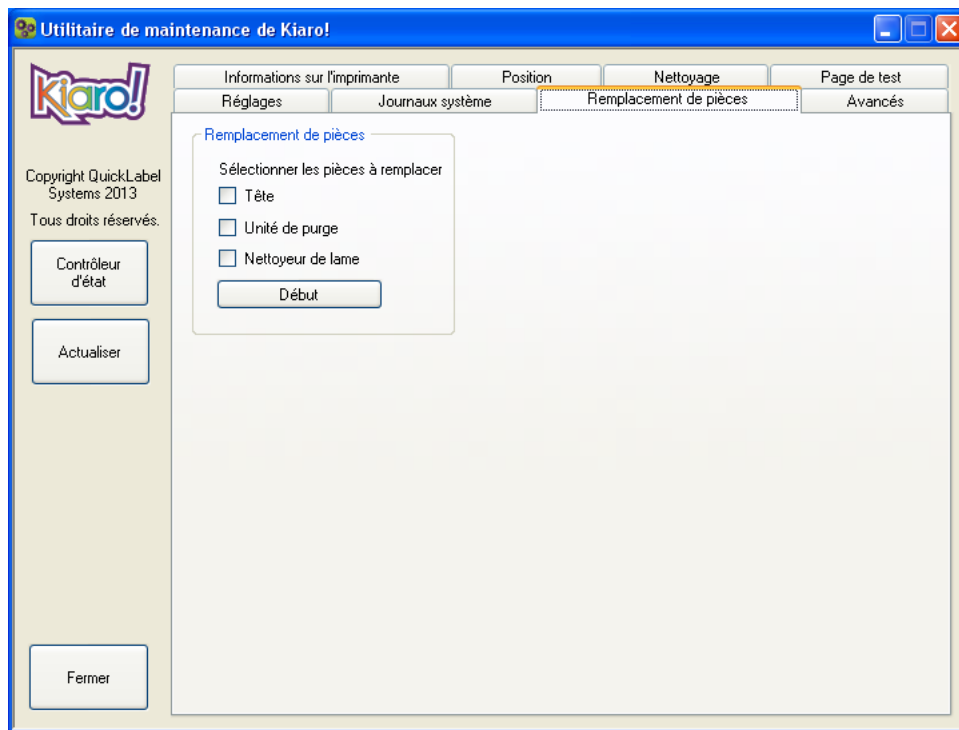 Utilitaire de maintenance de Kiaro!
Kiaro!
Informations sur l'imprimante
Position
Nettoyage
Page de test
Réglages
Journaux système
Remplacement de pièces
Avancés
Copyright QuickLabel
Systems 2013
Tous droits réservés.
Contrôleur
d'état
Actualiser
Fermer
Remplacement de pièces
Sélectionner les pièces à remplacer
Tête
Unité de purge
Nettoyeur de lame
Début